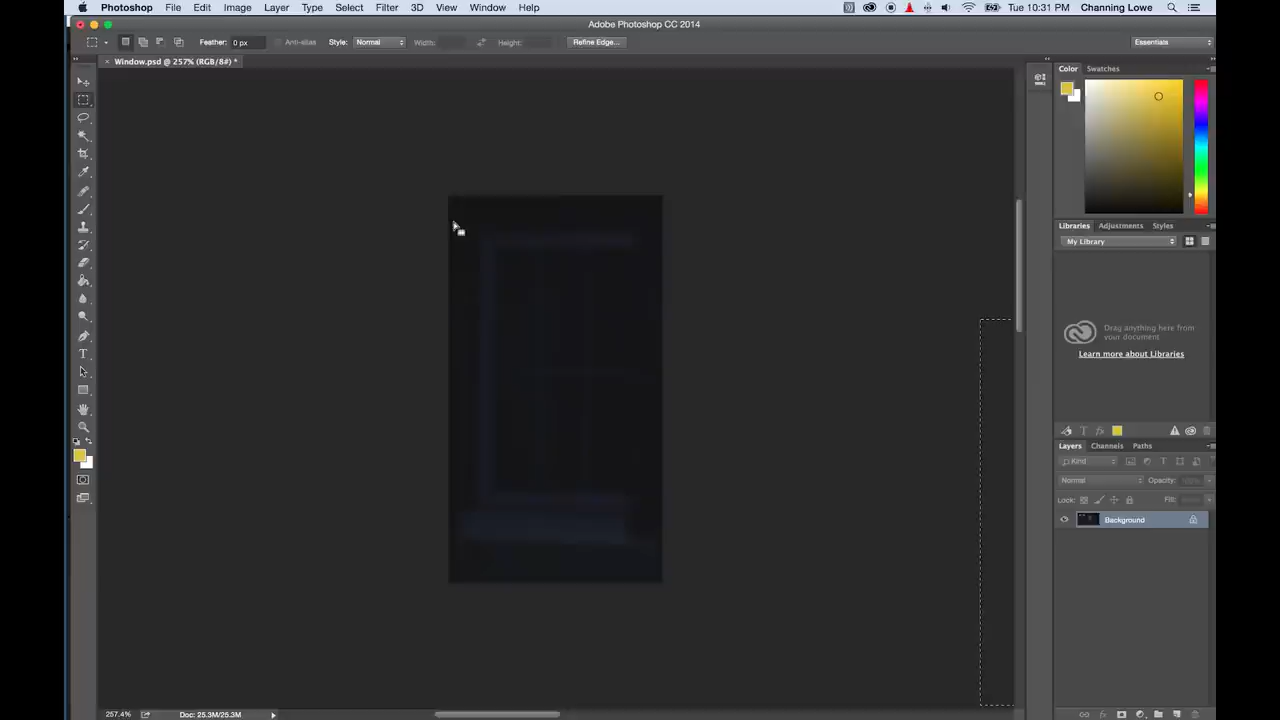 Photoshop File Edit Image Layer Type Select Filter 3D View Window Help Tue 10:31 PM Channing Lowe
Adobe Photoshop CC 2014
Feather: 0 px Anti-alias Style: Normal Width: Height: Refine Edge... Essentials
Window.psd @ 257% (RGB/8#) *
Color Swatches
Libraries Adjustments Styles
My Library
Drag anything here from
your document
Learn more about Libraries
Layers Channels Paths
Kind
Normal Opacity: 100%
Lock: Fill:
Background
257.4% Doc: 25.3M/25.3M